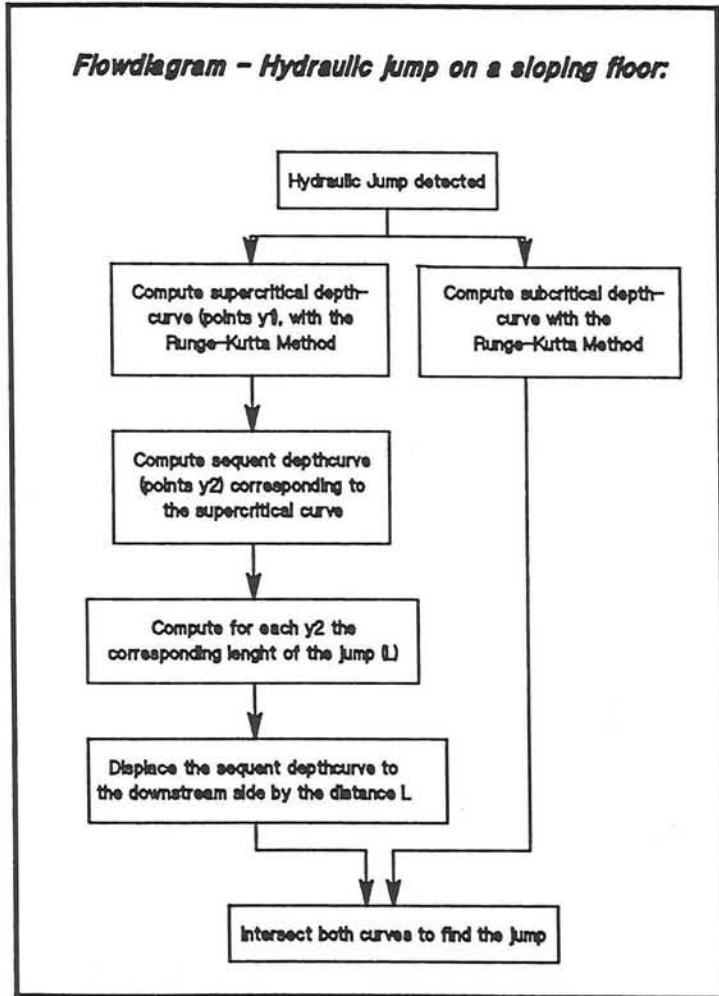 Flowdiagram - Hydraulic jump on a sloping floor:
Hydraulic Jump detected
Compute supercritical depth-
curve (points y1), with the
Runge-Kutta Method
Compute subcritical depth-
curve with the
Runge-Kutta Method
Compute sequent depthcurve
(points y2) corresponding to
the supercritical curve
Compute for each y2 the
corresponding lenght of the jump (L)
Displace the sequent depthcurve to
the downstream side by the distance L
Intersect both curves to find the jump